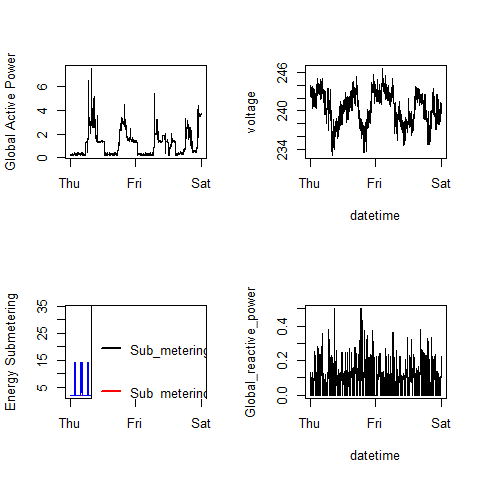 Global Active Power
0 2 4 6
Thu Fri Sat
voltage
234 240 246
Thu Fri Sat
datetime
Energy Submetering
5 15 25 35
Sub_metering
Sub_metering
Thu Fri Sat
Global_reactive_power
0.0 0.2 0.4
Thu Fri Sat
datetime